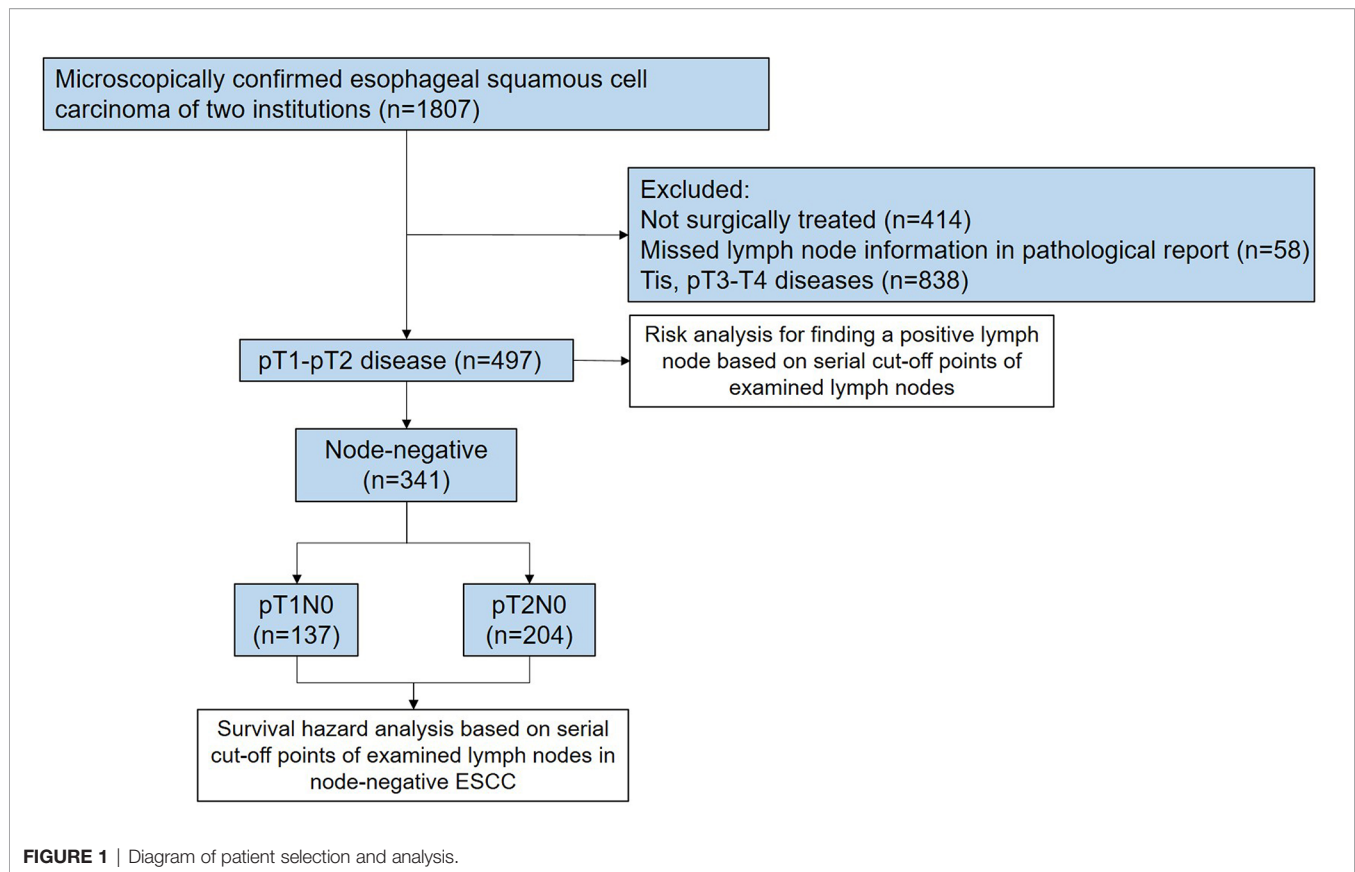 Microscopically confirmed esophageal squamous cell
carcinoma of two institutions (n=1807)
Excluded:
Not surgically treated (n=414)
Missed lymph node information in pathological report (n=58)
Tis, pT3-T4 diseases (n=838)
pT1-pT2 disease (n=497)
Risk analysis for finding a positive lymph
node based on serial cut-off points of
examined lymph nodes
Node-negative
(n=341)
pT1N0
(n=137)
pT2N0
(n=204)
Survival hazard analysis based on serial
cut-off points of examined lymph nodes in
node-negative ESCC
FIGURE 1 | Diagram of patient selection and analysis.